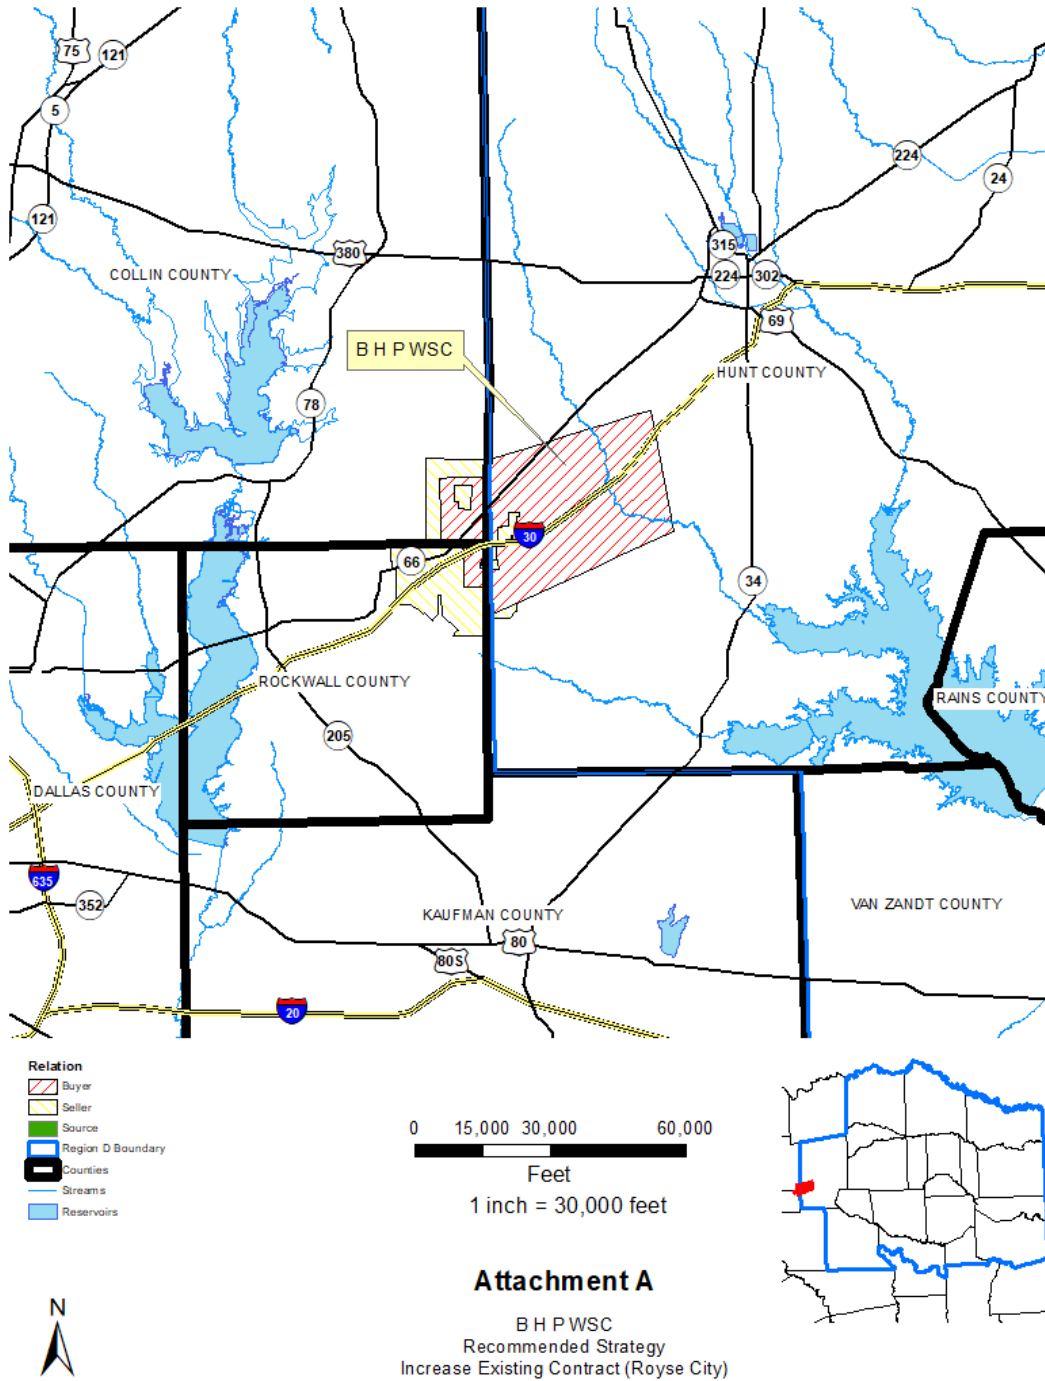 75
121
5
121
380
COLLIN COUNTY
78
B H P WSC
315
224
302
224
24
69
HUNT COUNTY
30
66
34
ROCKWALL COUNTY
205
RAINS COUNTY
DALLAS COUNTY
635
352
KAUFMAN COUNTY
80
80S
20
VAN ZANDT COUNTY
Relation
Buyer
Seller
Source
Region D Boundary
Counties
Streams
Reservoirs
0 15,000 30,000 60,000
Feet
1 inch = 30,000 feet
N
Attachment A
B H P WSC
Recommended Strategy
Increase Existing Contract (Royse City)